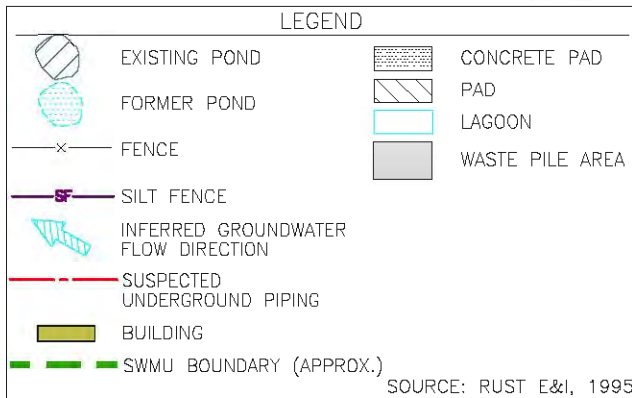 LEGEND
EXISTING POND
FORMER POND
x FENCE
SF SILT FENCE
INFERRED GROUNDWATER
FLOW DIRECTION
SUSPECTED
UNDERGROUND PIPING
BUILDING
SWMU BOUNDARY (APPROX.)
CONCRETE PAD
PAD
LAGOON
WASTE PILE AREA
SOURCE: RUST E&I, 1995